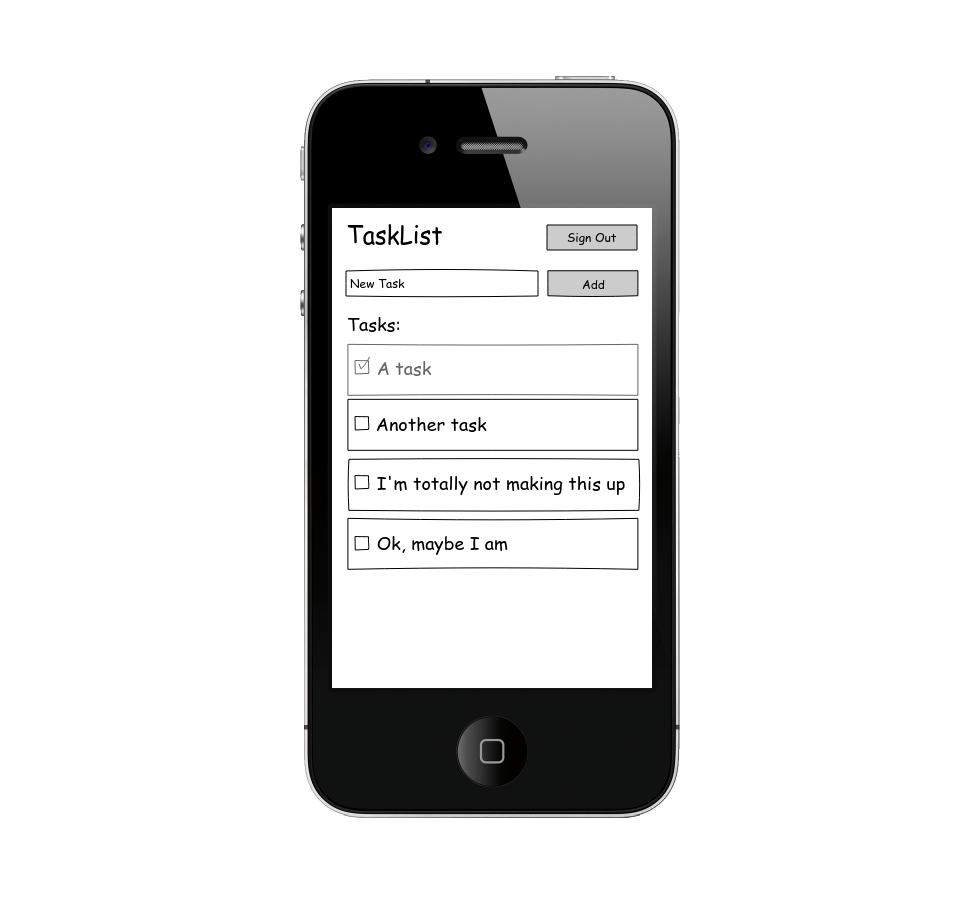 TaskList
Sign Out
New Task
Add
Tasks:
A task
Another task
I'm totally not making this up
Ok, maybe I am